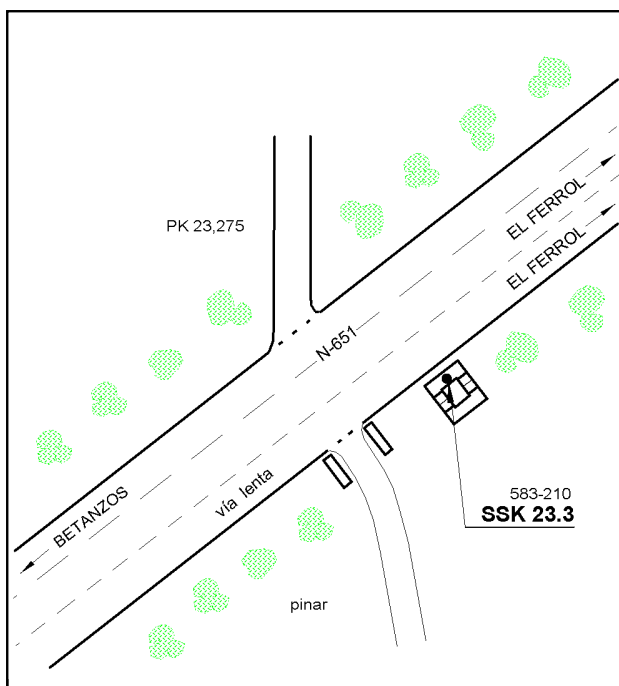 EL FERROL
PK 23,275
EL FERROL
N-651
BETANZOS
vía lenta
583-210
SSK 23.3
pinar